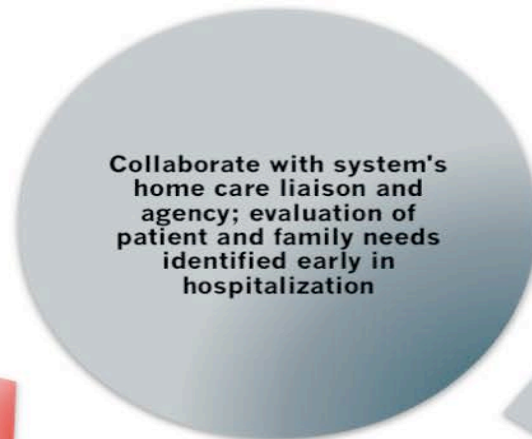 Collaborate with system's
home care liaison and
agency; evaluation of
patient and family needs
identified early in
hospitalization